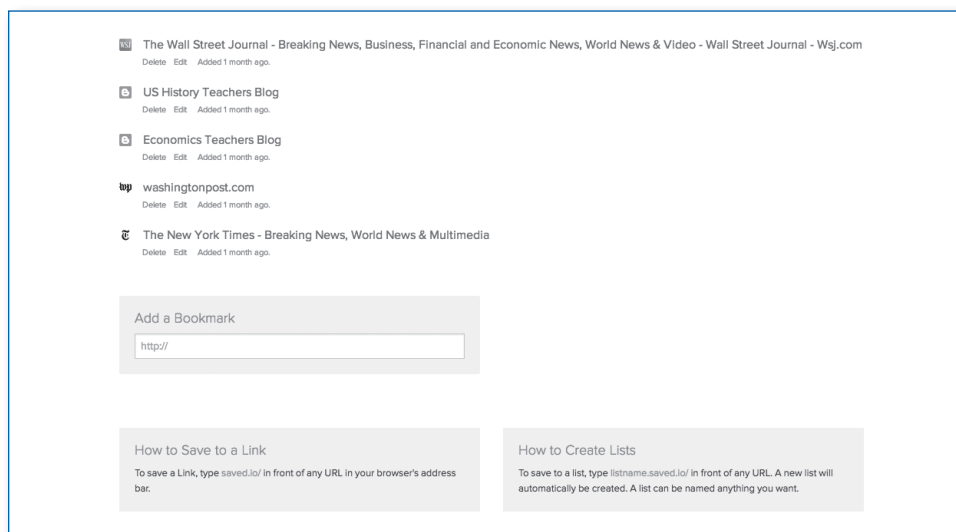 WSJ The Wall Street Journal - Breaking News, Business, Financial and Economic News, World News & Video - Wall Street Journal - Wsj.com
Delete Edit Added 1 month ago.
US History Teachers Blog
Delete Edit Added 1 month ago.
Economics Teachers Blog
Delete Edit Added 1 month ago.
wp washingtonpost.com
Delete Edit Added 1 month ago.
T The New York Times - Breaking News, World News & Multimedia
Delete Edit Added 1 month ago.
Add a Bookmark
http://
How to Save to a Link
To save a Link, type saved.io/ in front of any URL in your browser's address
bar.
How to Create Lists
To save to a list, type listname.saved.io/ in front of any URL. A new list will
automatically be created. A list can be named anything you want.